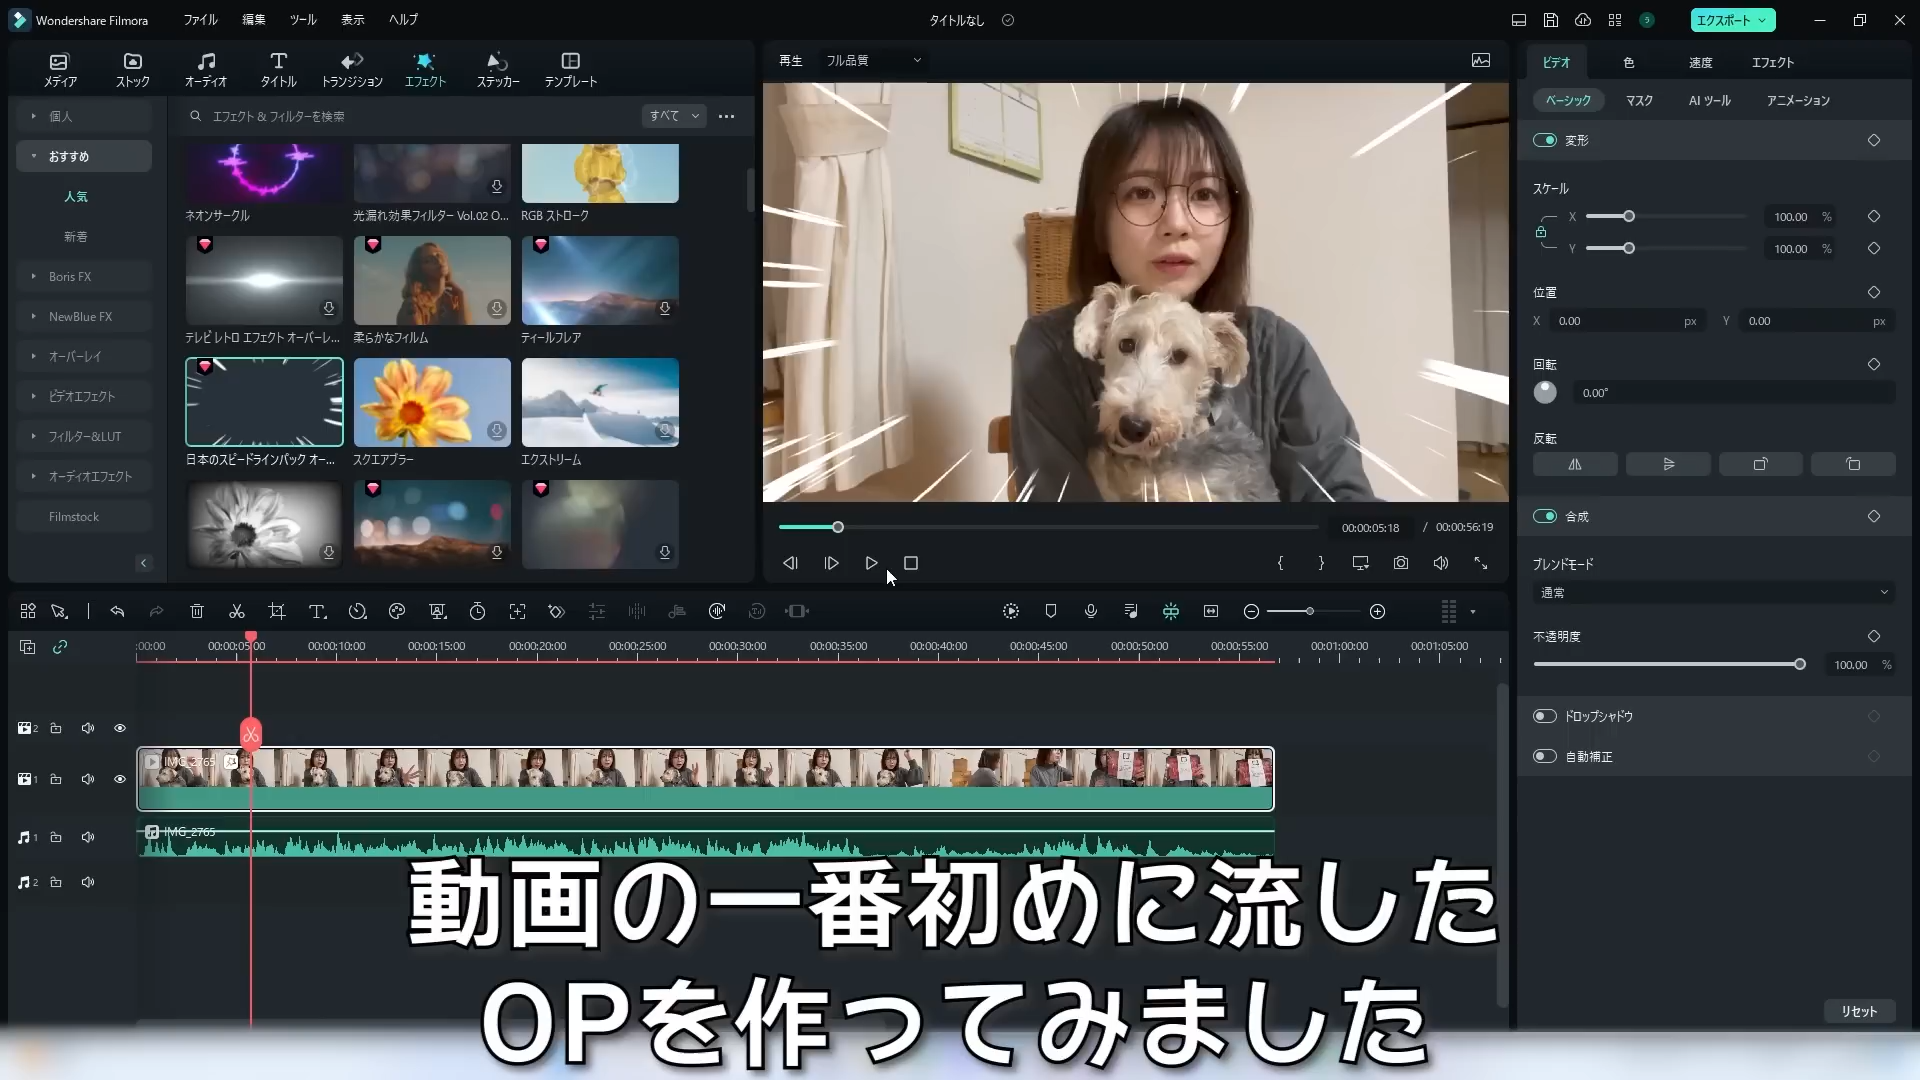 Wondershare Filmora
ファイル
編集
ツール
表示
ヘルプ
タイトルなし
エクスポート
メディア
ストック
オーディオ
タイトル
トランジション
エフェクト
ステッカー
テンプレート
個人
おすすめ
人気
新着
Boris FX
NewBlue FX
オーバーレイ
ビデオエフェクト
フィルター&LUT
オーディオエフェクト
Filmstock
エフェクト & フィルターを検索
すべて
ネオンサークル
光漏れ効果フィルター Vol.02 O...
RGB ストローク
テレビ レトロ エフェクト オーバーレ...
柔らかなフィルム
ティールフレア
日本のスピードラインパック オー...
スクエアブラー
エクストリーム
再生
フル品質
00:00:05:18 / 00:00:56:19
ビデオ
色
速度
エフェクト
ベーシック
マスク
AI ツール
アニメーション
変形
スケール
X 100.00 %
Y 100.00 %
位置
X 0.00 px Y 0.00 px
回転
0.00°
反転
合成
ブレンドモード
通常
不透明度
100.00 %
ドロップシャドウ
自動補正
リセット
:00:00 00:00:05:00 00:00:10:00 00:00:15:00 00:00:20:00 00:00:25:00 00:00:30:00 00:00:35:00 00:00:40:00 00:00:45:00 00:00:50:00 00:00:55:00 00:01:00:00 00:01:05:00
2
1
IMG_2765
1
IMG_2765
2
動画の一番初めに流した
OPを作ってみました